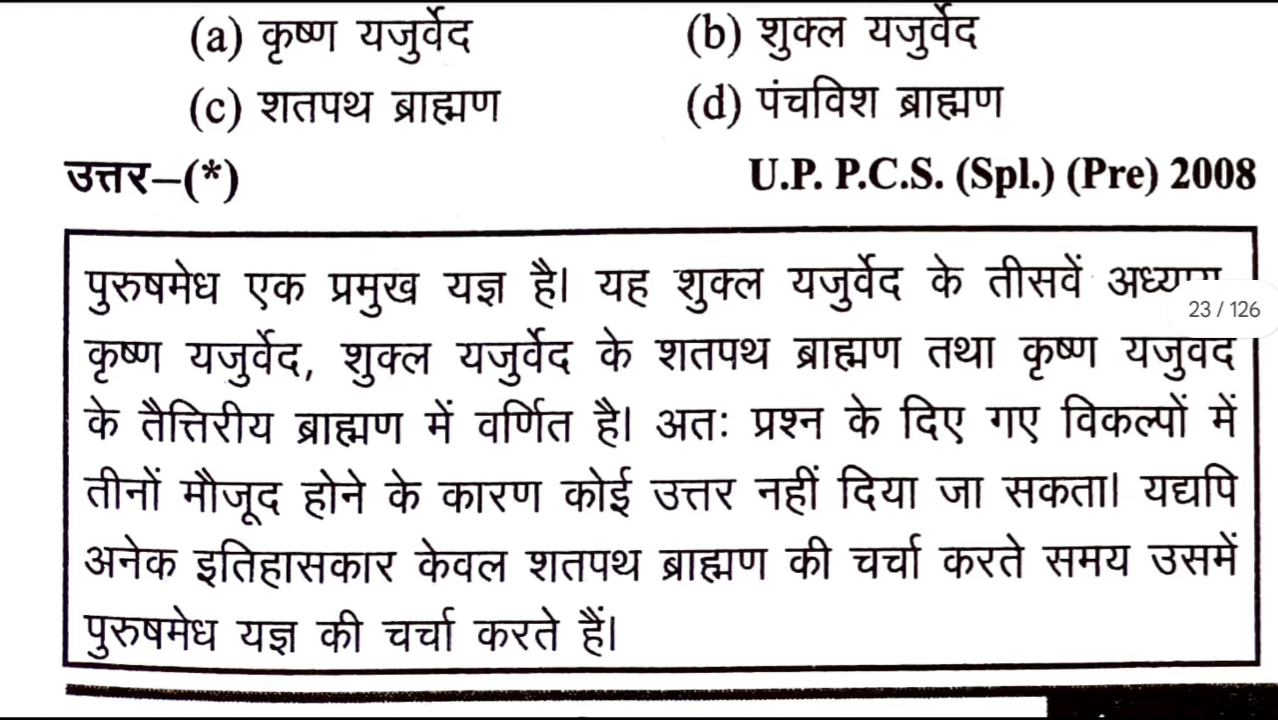 (a) कृष्ण यजुर्वेद (b) शुक्ल यजुर्वेद
(c) शतपथ ब्राह्मण (d) पंचविश ब्राह्मण
उत्तर–(*) U.P. P.C.S. (Spl.) (Pre) 2008
पुरुषमेध एक प्रमुख यज्ञ है। यह शुक्ल यजुर्वेद के तीसवें
23 / 126
कृष्ण यजुर्वेद, शुक्ल यजुर्वेद के शतपथ ब्राह्मण तथा कृष्ण यजुर्वेद
के तैत्तिरीय ब्राह्मण में वर्णित है। अतः प्रश्न के दिए गए विकल्पों में
तीनों मौजूद होने के कारण कोई उत्तर नहीं दिया जा सकता। यद्यपि
अनेक इतिहासकार केवल शतपथ ब्राह्मण की चर्चा करते समय उसमें
पुरुषमेध यज्ञ की चर्चा करते हैं।